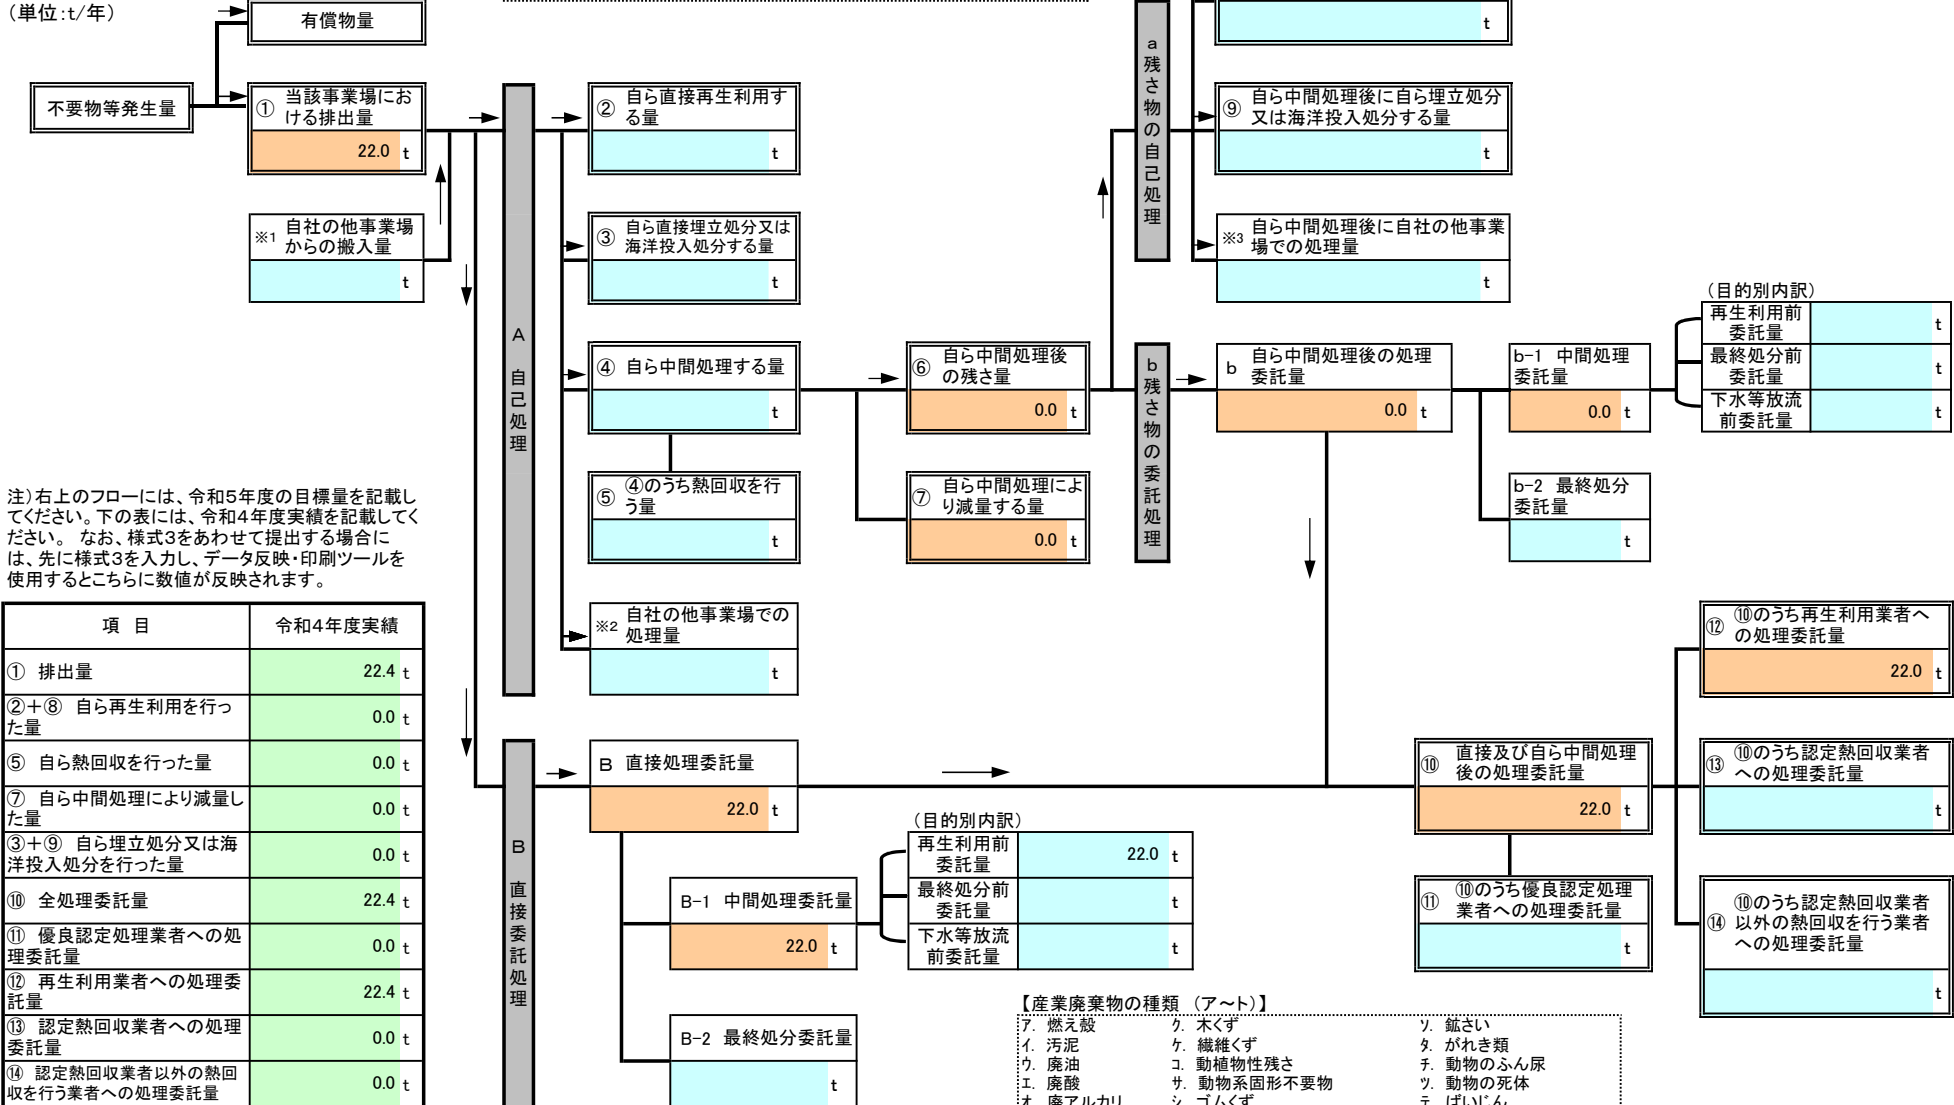 (単位:t/年)
有償物量
t
不要物等発生量
① 当該事業場にお
ける排出量
22.0 t
※1 自社の他事業場
からの搬入量
t
A 自己処理
② 自ら直接再生利用す
る量
t
③ 自ら直接埋立処分又は
海洋投入処分する量
t
④ 自ら中間処理する量
t
⑤ ④のうち熱回収を行
う量
t
※2 自社の他事業場での
処理量
t
⑥ 自ら中間処理後
の残さ量
0.0 t
⑦ 自ら中間処理によ
り減量する量
0.0 t
a残さ物の自己処理
⑨ 自ら中間処理後に自ら埋立処分
又は海洋投入処分する量
t
※3 自ら中間処理後に自社の他事業
場での処理量
t
b残さ物の委託処理
b 自ら中間処理後の処理
委託量
0.0 t
b-1 中間処理
委託量
0.0 t
b-2 最終処分
委託量
t
(目的別内訳)
再生利用前
委託量
t
最終処分前
委託量
t
下水等放流
前委託量
t
注)右上のフローには、令和5年度の目標量を記載し
てください。下の表には、令和4年度実績を記載してく
ださい。 なお、様式3をあわせて提出する場合に
は、先に様式3を入力し、データ反映・印刷ツールを
使用するとこちらに数値が反映されます。
項 目 令和4年度実績
① 排出量 22.4 t
②+⑧ 自ら再生利用を行っ
た量 0.0 t
⑤ 自ら熱回収を行った量 0.0 t
⑦ 自ら中間処理により減量し
た量 0.0 t
③+⑨ 自ら埋立処分又は海
洋投入処分を行った量 0.0 t
⑩ 全処理委託量 22.4 t
⑪ 優良認定処理業者への処
理委託量 0.0 t
⑫ 再生利用業者への処理委
託量 22.4 t
⑬ 認定熱回収業者への処理
委託量 0.0 t
⑭ 認定熱回収業者以外の熱回
収を行う業者への処理委託量 0.0 t
B 直接委託処理
B 直接処理委託量
22.0 t
B-1 中間処理委託量
22.0 t
B-2 最終処分委託量
t
(目的別内訳)
再生利用前
委託量
22.0 t
最終処分前
委託量
t
下水等放流
前委託量
t
⑩ 直接及び自ら中間処理
後の処理委託量
22.0 t
⑪ ⑩のうち優良認定処理
業者への処理委託量
t
⑫ ⑩のうち再生利用業者へ
の処理委託量
22.0 t
⑬ ⑩のうち認定熱回収業者
への処理委託量
t
⑭ ⑩のうち認定熱回収業者
以外の熱回収を行う業者
への処理委託量
t
【産業廃棄物の種類 (ア~ト)】
ア. 燃え殻 ク. 木くず ソ. 鉱さい
イ. 汚泥 ケ. 繊維くず タ. がれき類
ウ. 廃油 コ. 動植物性残さ チ. 動物のふん尿
エ. 廃酸 サ. 動物系固形不要物 ツ. 動物の死体
オ. 廃アルカリ シ. ゴムくず テ. ばいじん